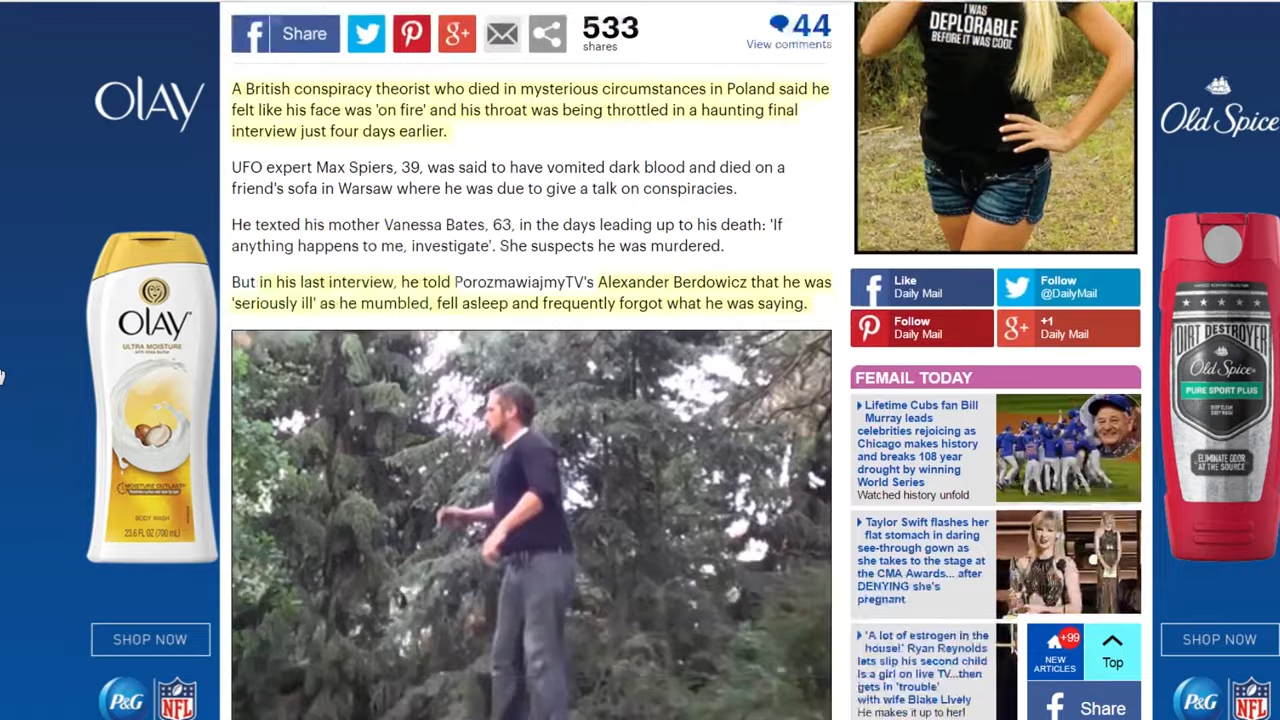 Share
533
shares
44
View comments
A British conspiracy theorist who died in mysterious circumstances in Poland said he
felt like his face was 'on fire' and his throat was being throttled in a haunting final
interview just four days earlier.
UFO expert Max Spiers, 39, was said to have vomited dark blood and died on a
friend's sofa in Warsaw where he was due to give a talk on conspiracies.
He texted his mother Vanessa Bates, 63, in the days leading up to his death: 'If
anything happens to me, investigate'. She suspects he was murdered.
But in his last interview, he told PorozmawiajmyTV's Alexander Berdowicz that he was
'seriously ill' as he rambled, fell asleep and frequently forgot what he was saying.
I WAS
DEPLORABLE
BEFORE IT WAS COOL
Like
Daily Mail
Follow
@DailyMail
Follow
Daily Mail
+1
Daily Mail
FEMAIL TODAY
Lifetime Cubs fan Bill
Murray leads
celebrities rejoicing as
Chicago makes history
and breaks 108 year
drought by winning
World Series
Watched history unfold
Taylor Swift flashes her
flat stomach in daring
see-through gown as
she takes to the stage at
the CMA Awards... after
DENYING she's
pregnant
'A lot of estrogen in the
house!' Ryan Reynolds
lets slip his second child
is a girl on live TV...then
gets in 'trouble'
with wife Blake Lively
He makes it up to her!
+99
NEW
ARTICLES
Top
Share
OLAY
OLAY
ULTRA MOISTURE
MOISTURE OUTLAST
BODY WASH
23.6 FL OZ (700 mL)
SHOP NOW
P&G
NFL
Old Spice
DIRT DESTROYER
Old Spice
PURE SPORT PLUS
ELIMINATE ODOR
AT THE SOURCE
SHOP NOW
P&G
NFL